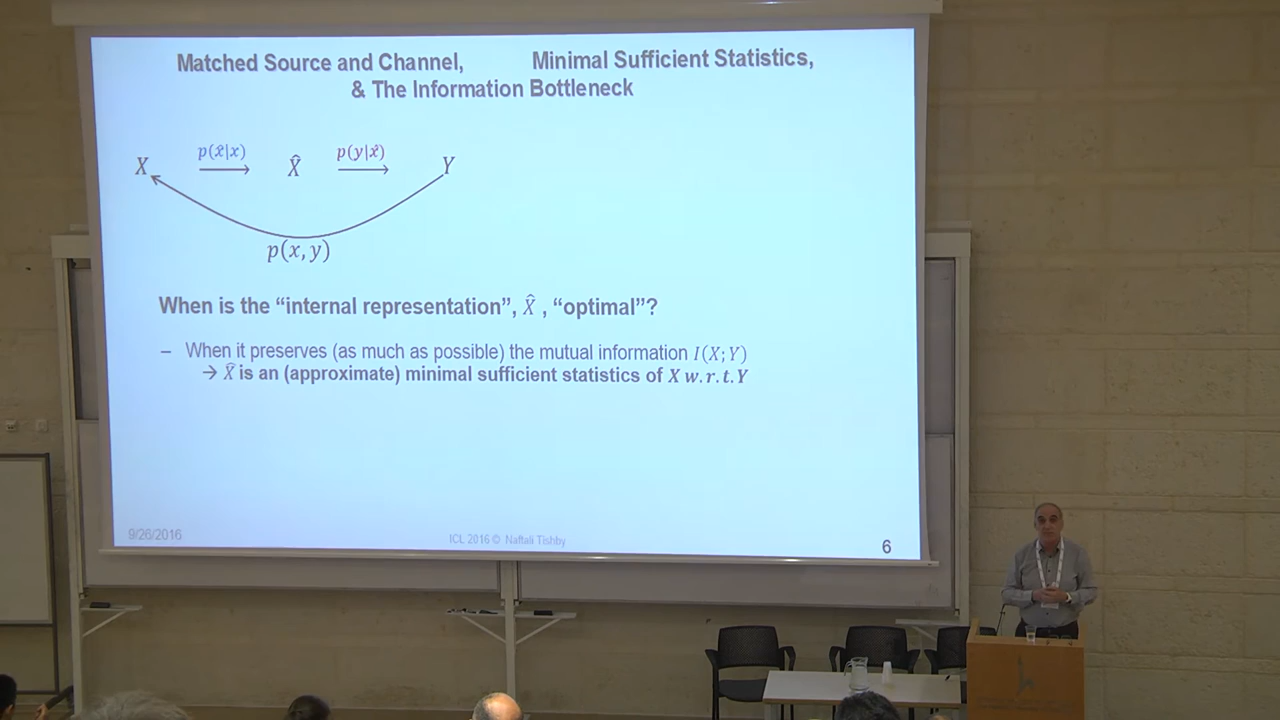 Matched Source and Channel, Minimal Sufficient Statistics,
& The Information Bottleneck
p(x̂|x) p(y|x̂)
X X̂ Y
p(x,y)
When is the “internal representation”, X̂ , “optimal”?
– When it preserves (as much as possible) the mutual information I(X;Y)
→ X̂ is an (approximate) minimal sufficient statistics of X w.r.t.Y
9/26/2016 ICL 2016 © Naftali Tishby 6